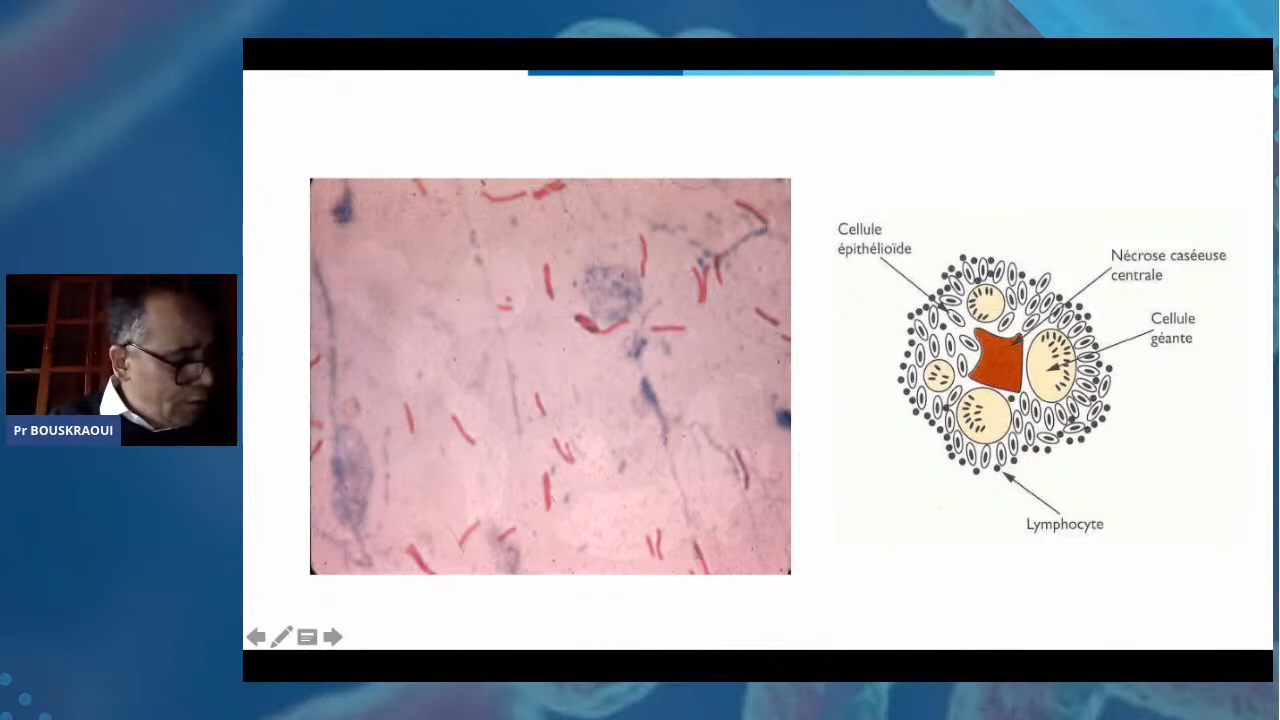 Cellule
épithélioïde
Nécrose caséeuse
centrale
Cellule
géante
Lymphocyte
Pr BOUSKRAOUI